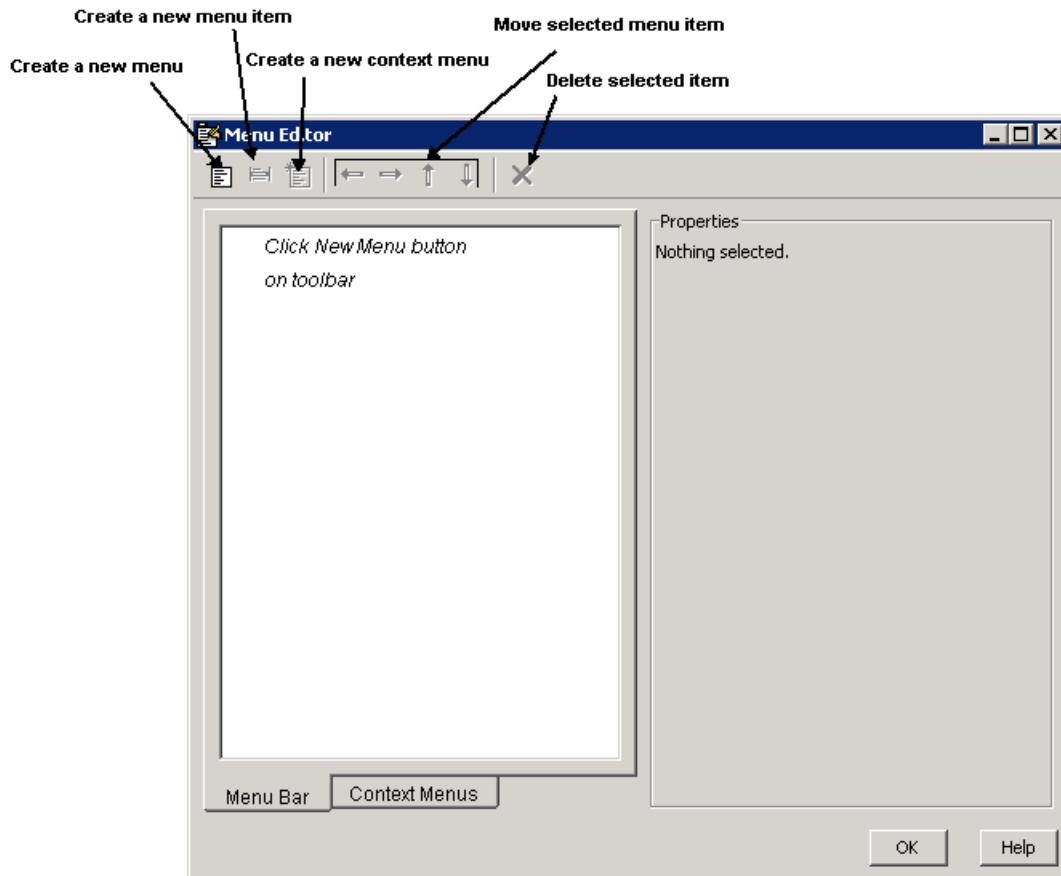 Create a new menu item
Move selected menu item
Create a new menu
Create a new context menu
Delete selected item
Menu Editor
Click New Menu button
on toolbar
Properties
Nothing selected.
Menu Bar
Context Menus
OK
Help